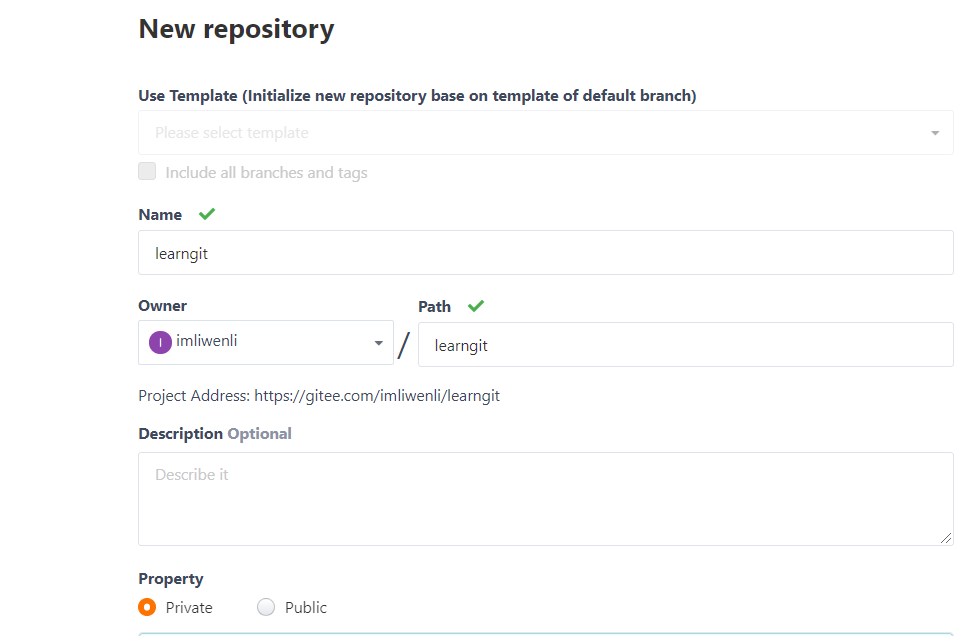 New repository
Use Template (Initialize new repository base on template of default branch)
Please select template
Include all branches and tags
Name
learngit
Owner
Path
I imliwenli / learngit
Project Address: https://gitee.com/imliwenli/learngit
Description Optional
Describe it
Property
Private Public